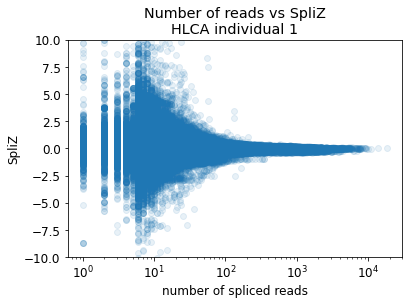 Number of reads vs SpliZ
HLCA individual 1
10.0
7.5
5.0
2.5
0.0
−2.5
−5.0
−7.5
−10.0
SpliZ
10⁰ 10¹ 10² 10³ 10⁴
number of spliced reads